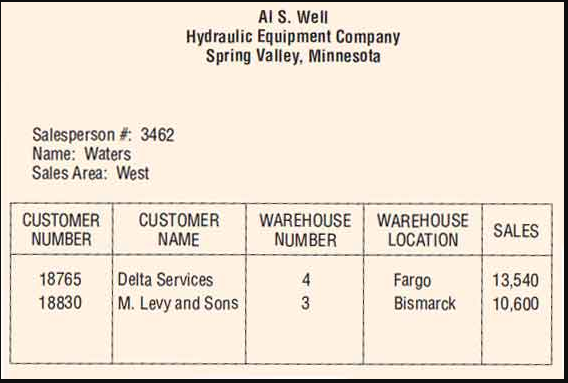 Al S. Well
Hydraulic Equipment Company
Spring Valley, Minnesota
Salesperson #: 3462
Name: Waters
Sales Area: West
CUSTOMER NUMBER CUSTOMER NAME WAREHOUSE NUMBER WAREHOUSE LOCATION SALES
18765 Delta Services 4 Fargo 13,540
18830 M. Levy and Sons 3 Bismarck 10,600